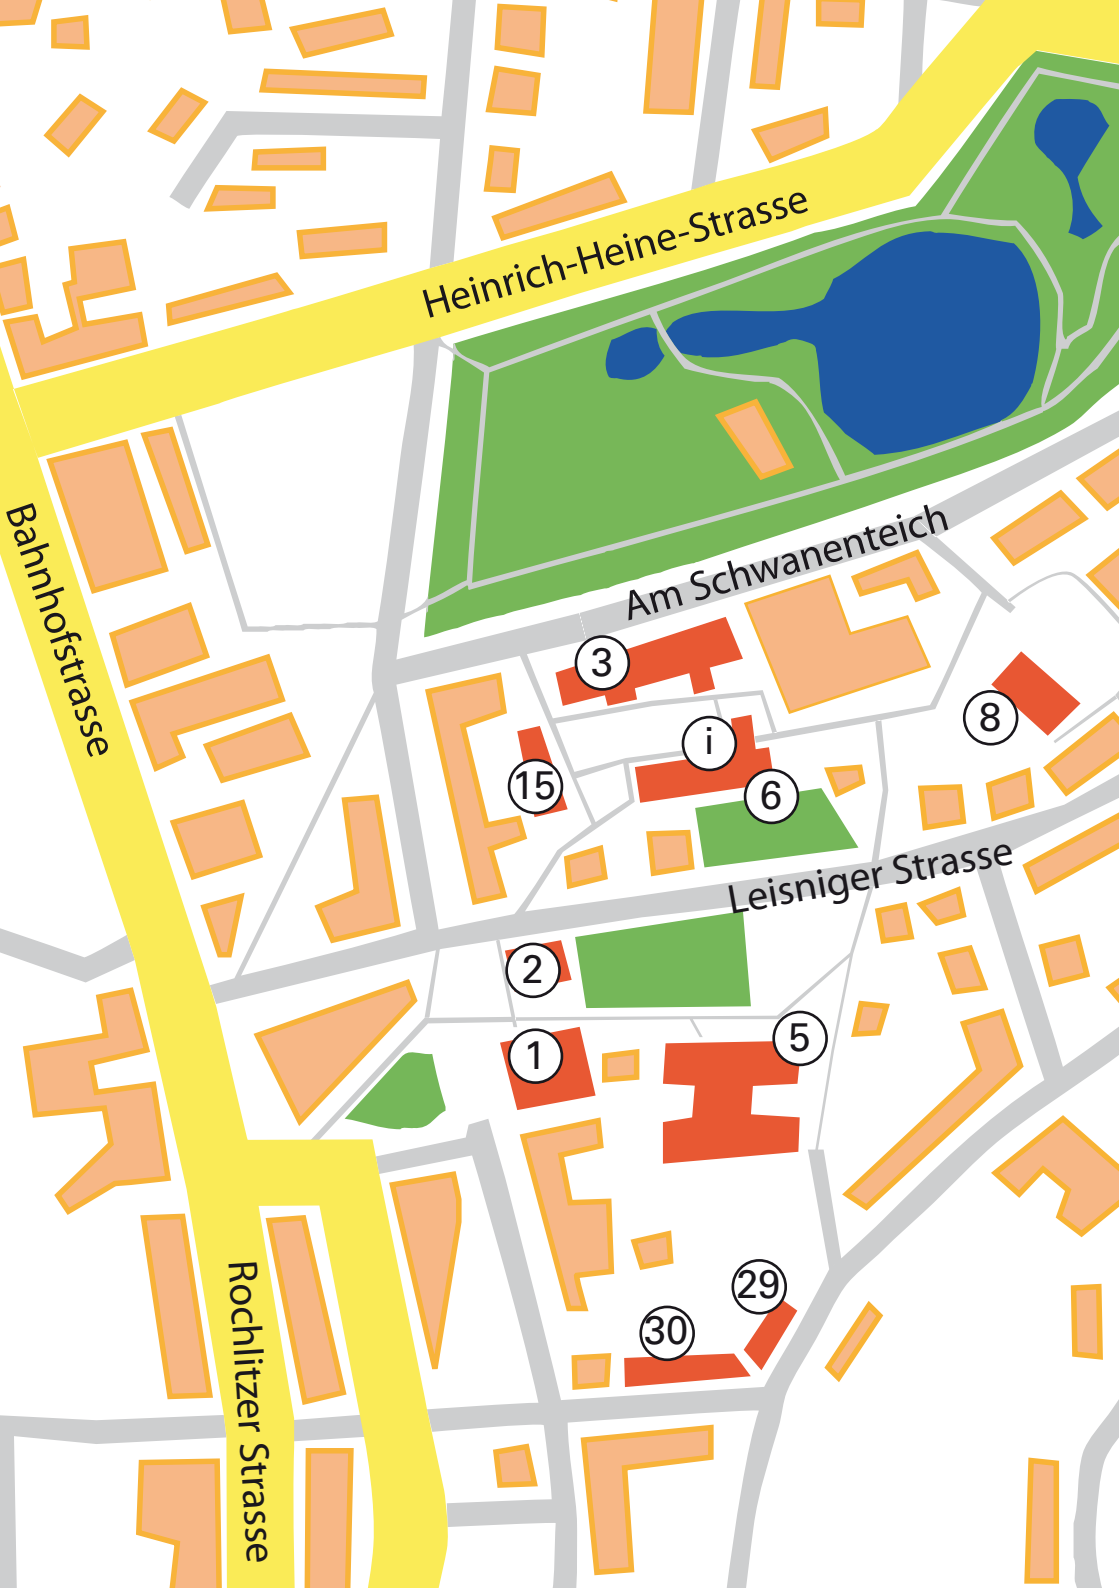 Heinrich-Heine-Strasse
Bahnhofstrasse
Am Schwanenteich
3
8
i
15
6
Leisniger Strasse
2
5
1
29
30
Rochlitzer Strasse